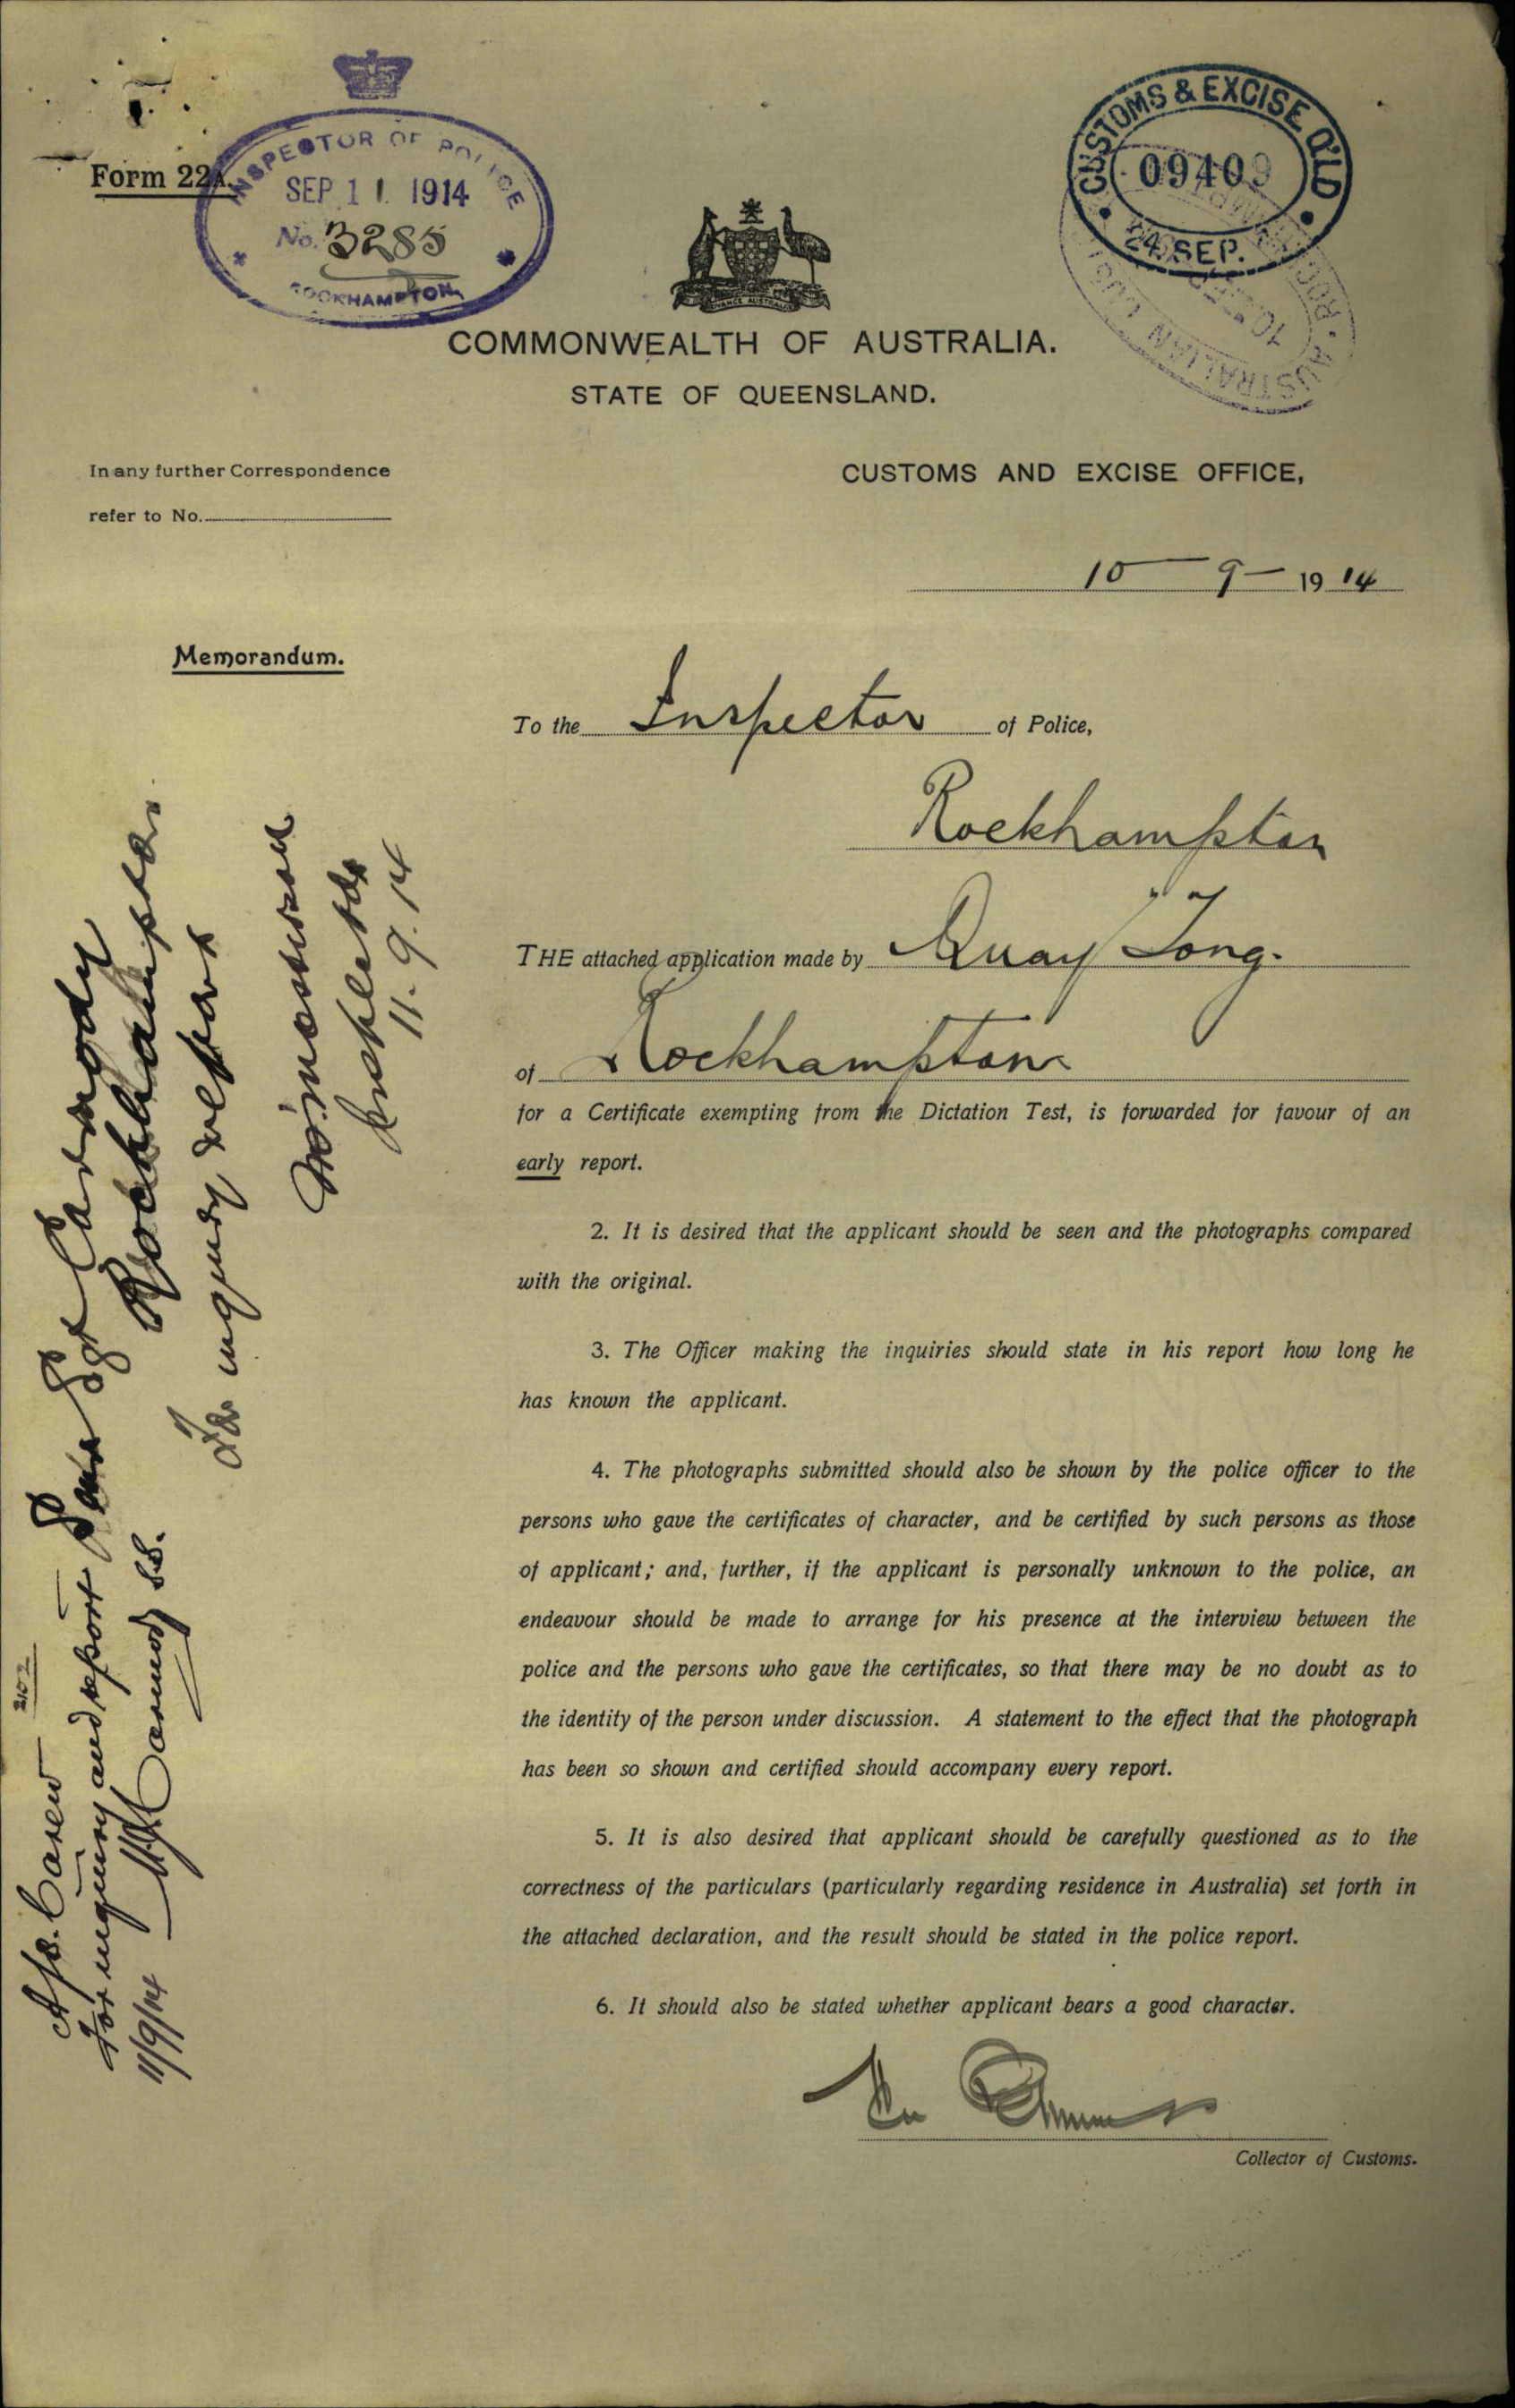 Form 22A.
INSPECTOR OF POLICE
SEP 11 1914
No. 3285
ROCKHAMPTON
CUSTOMS & EXCISE Q'LD
09409
24 SEP.
ADVANCE AUSTRALIA
COMMONWEALTH OF AUSTRALIA.
STATE OF QUEENSLAND.
In any further Correspondence
refer to No.
CUSTOMS AND EXCISE OFFICE,
10 - 9 - 1914
Memorandum.
To the Inspector of Police,
Rockhampton
THE attached application made by Quay Tong.
of Rockhampton
for a Certificate exempting from the Dictation Test, is forwarded for favour of an
early report.
2. It is desired that the applicant should be seen and the photographs compared
with the original.
3. The Officer making the inquiries should state in his report how long he
has known the applicant.
4. The photographs submitted should also be shown by the police officer to the
persons who gave the certificates of character, and be certified by such persons as those
of applicant; and, further, if the applicant is personally unknown to the police, an
endeavour should be made to arrange for his presence at the interview between the
police and the persons who gave the certificates, so that there may be no doubt as to
the identity of the person under discussion. A statement to the effect that the photograph
has been so shown and certified should accompany every report.
5. It is also desired that applicant should be carefully questioned as to the
correctness of the particulars (particularly regarding residence in Australia) set forth in
the attached declaration, and the result should be stated in the police report.
6. It should also be stated whether applicant bears a good character.
Collector of Customs.
Sgt Carmody
Rockhampton
For inquiry report
Inspector
11.9.14
Carew
For inquiry and report
Carmody
11/9/14